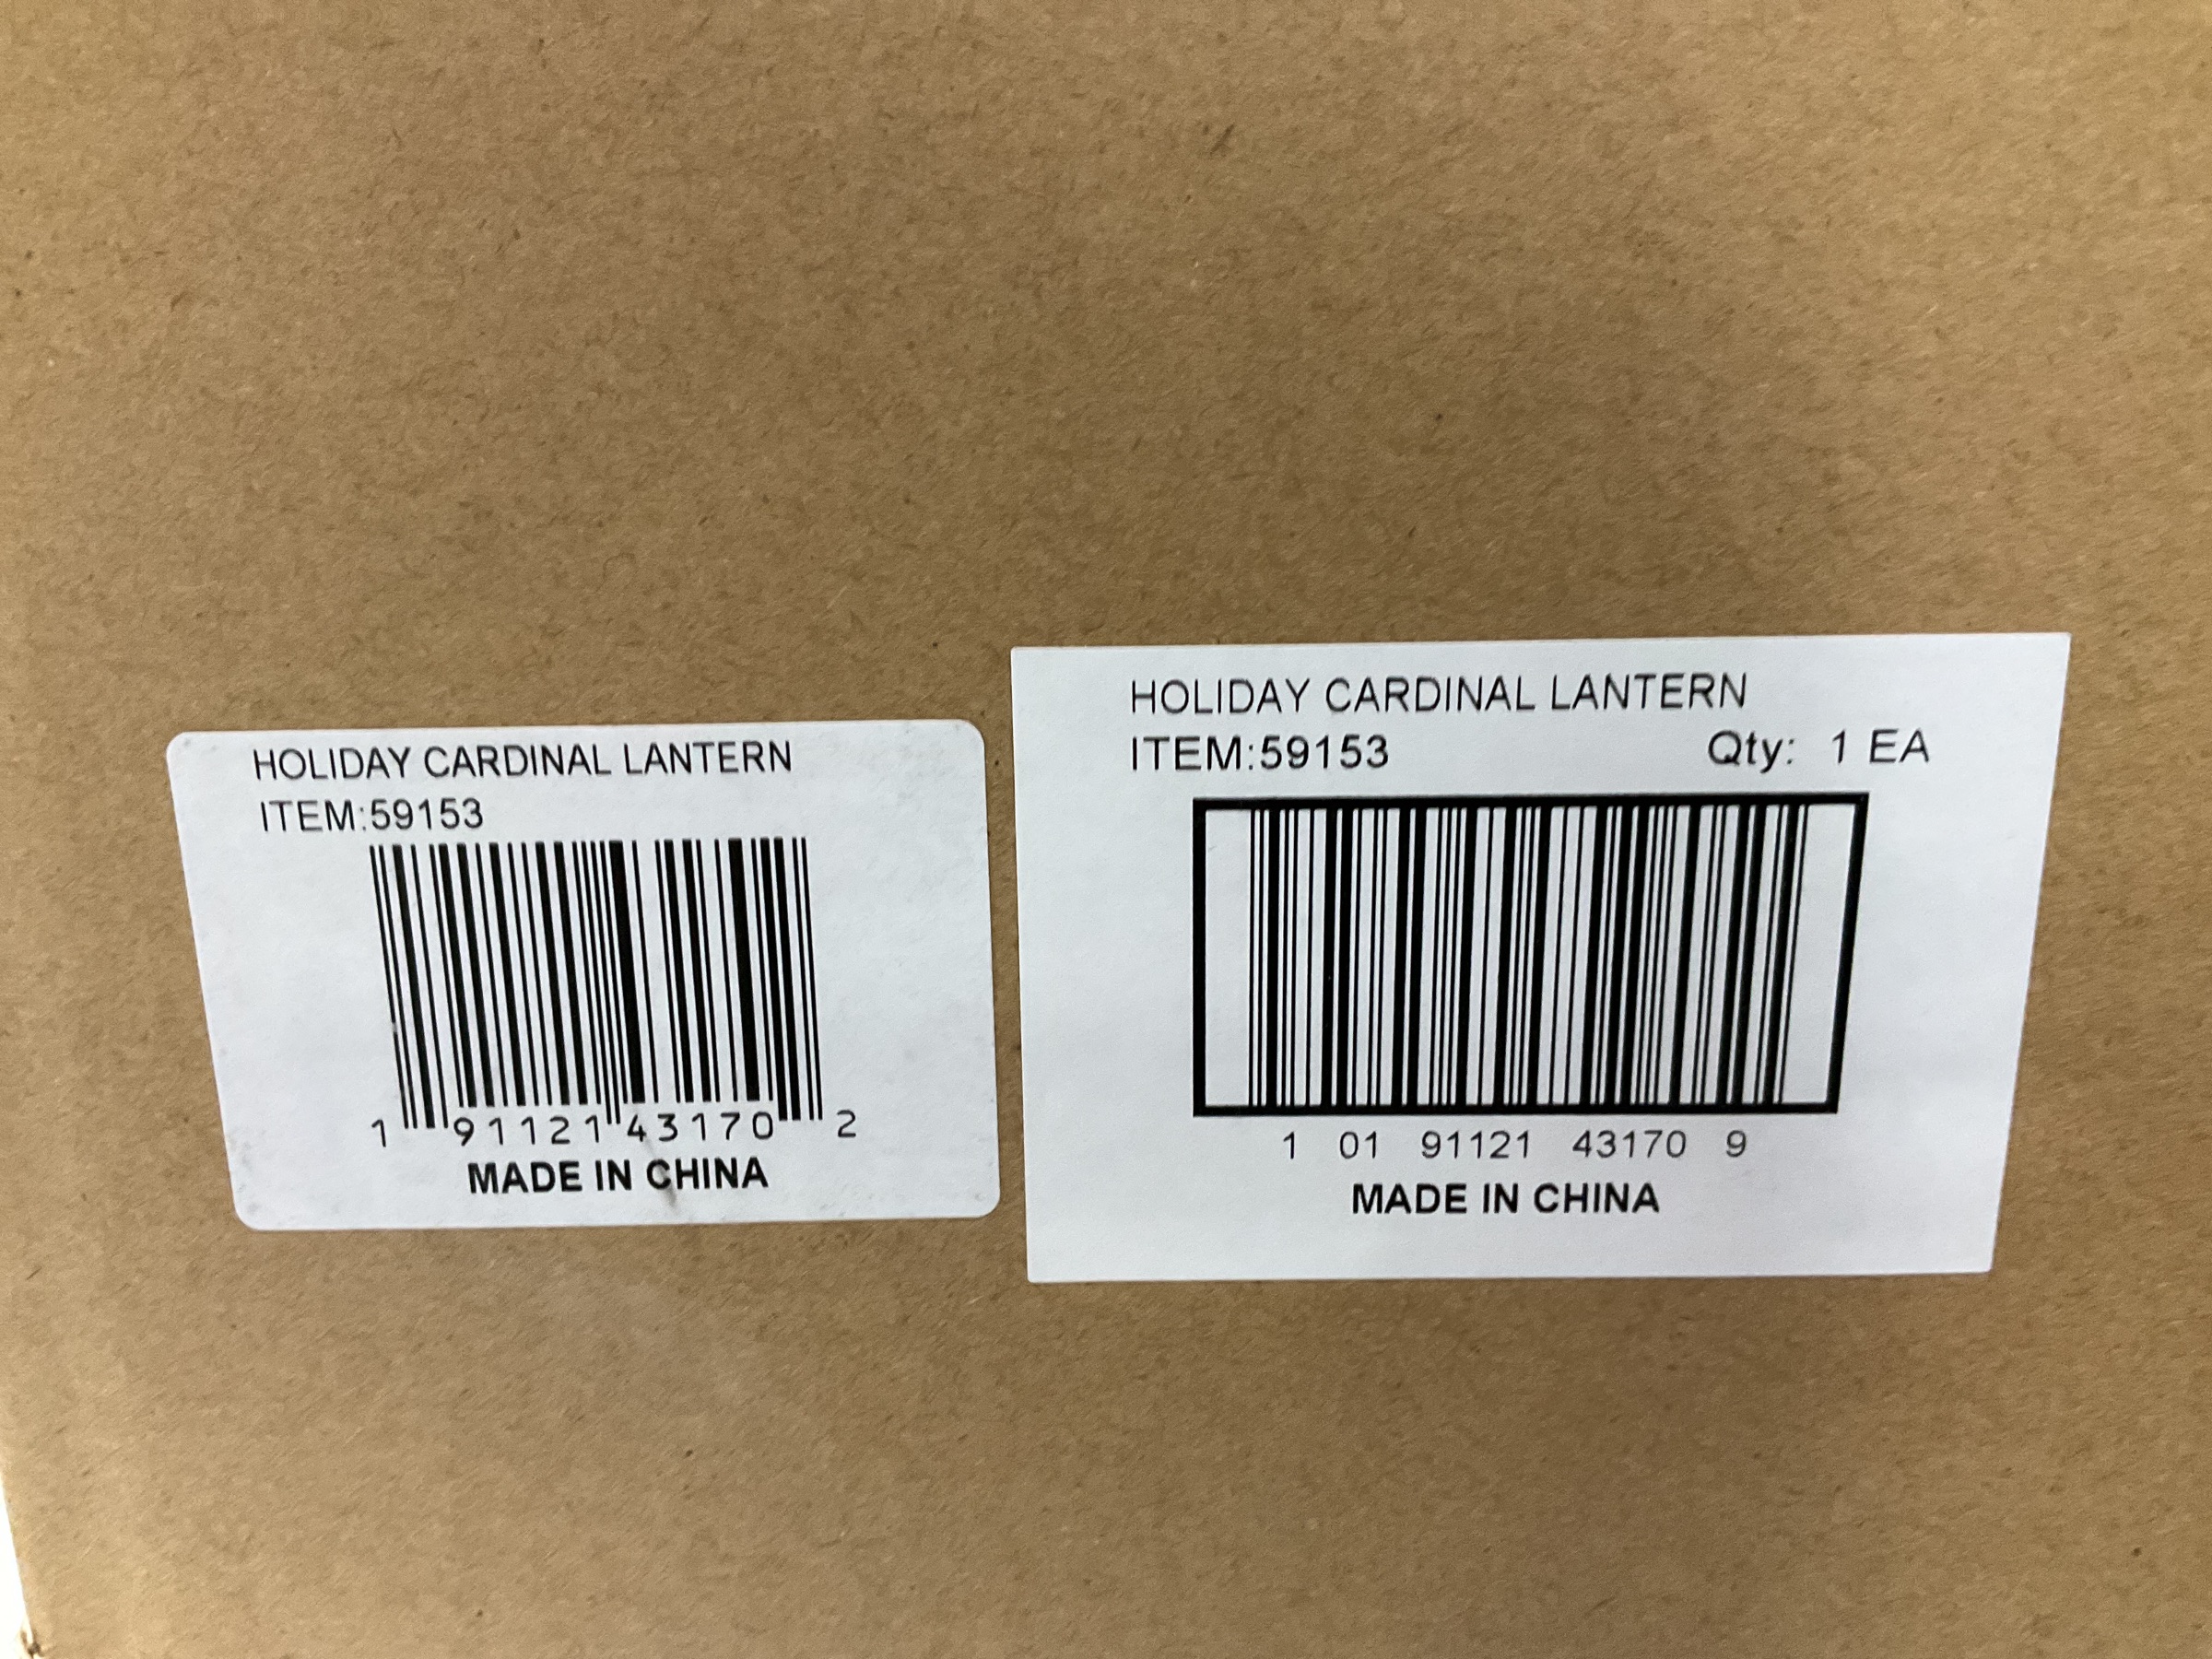 HOLIDAY CARDINAL LANTERN
ITEM:59153
1 91121 43170 2
MADE IN CHINA
HOLIDAY CARDINAL LANTERN
ITEM:59153 Qty: 1 EA
1 01 91121 43170 9
MADE IN CHINA